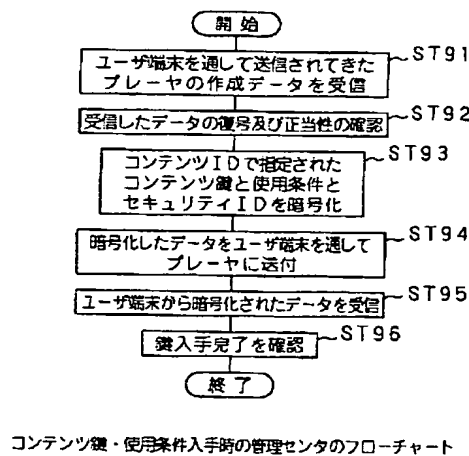 開始
ユーザ端末を通して送信されてきた
プレーヤの作成データを受信
ST91
受信したデータの復号及び正当性の確認
ST92
コンテンツIDで指定された
コンテンツ鍵と使用条件と
セキュリティIDを暗号化
ST93
暗号化したデータをユーザ端末を通して
プレーヤに送付
ST94
ユーザ端末から暗号化されたデータを受信
ST95
鍵入手完了を確認
ST96
終了
コンテンツ鍵・使用条件入手時の管理センタのフローチャート